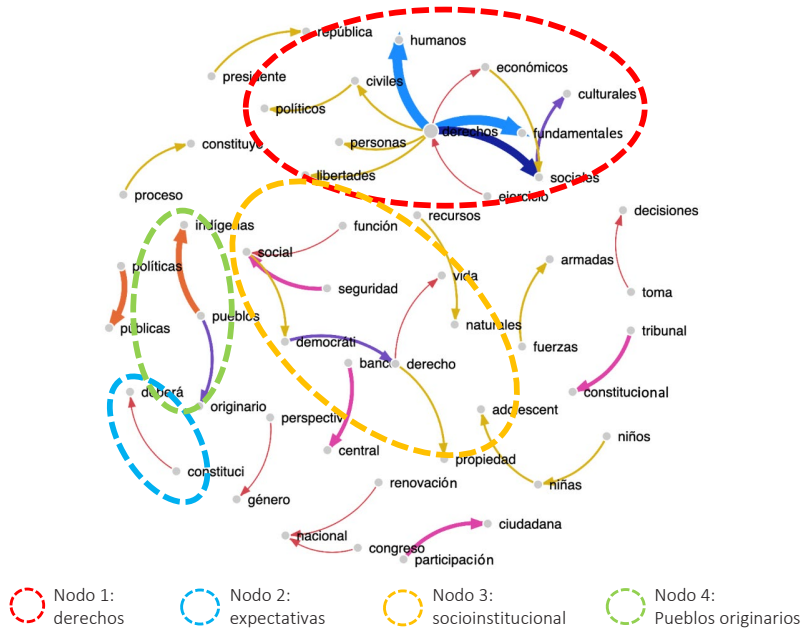 república
humanos
económicos
presidente
civiles
culturales
políticos
derechos
fundamentales
constituye
personas
libertades
sociales
proceso
ejercicio
recursos
decisiones
indígenas
función
social
armadas
políticas
vida
seguridad
toma
pueblos
naturales
públicas
tribunal
democráti
fuerzas
banco
derecho
deberá
constitucional
originario
adolescent
perspectiv
niños
central
propiedad
constituci
renovación
niñas
género
ciudadana
nacional
congreso
participación
Nodo 1:
derechos
Nodo 2:
expectativas
Nodo 3:
socioinstitucional
Nodo 4:
Pueblos originarios